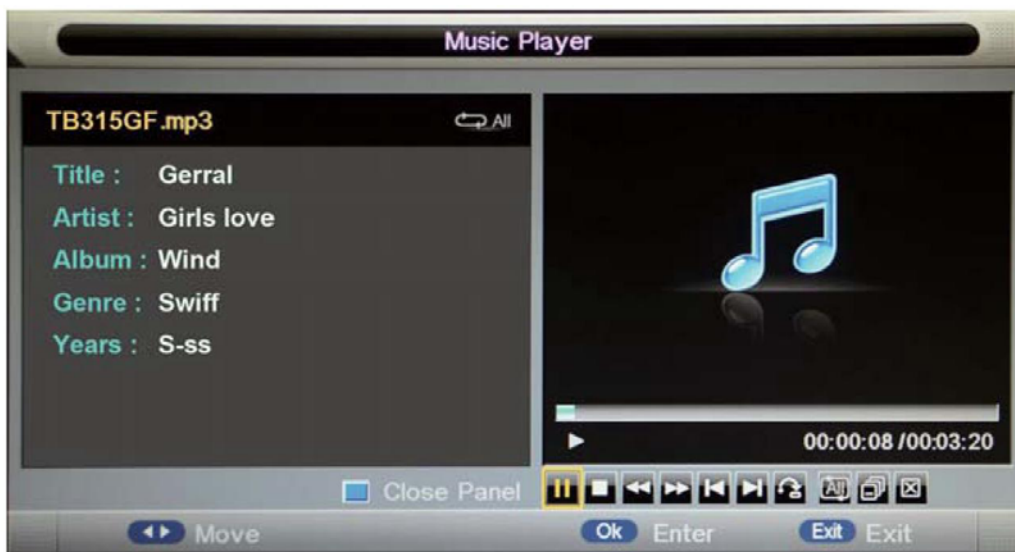 Music Player
TB315GF.mp3
All
Title : Gerral
Artist : Girls love
Album : Wind
Genre : Swiff
Years : S-ss
00:00:08 /00:03:20
Close Panel
All
Move
Ok Enter
Exit Exit